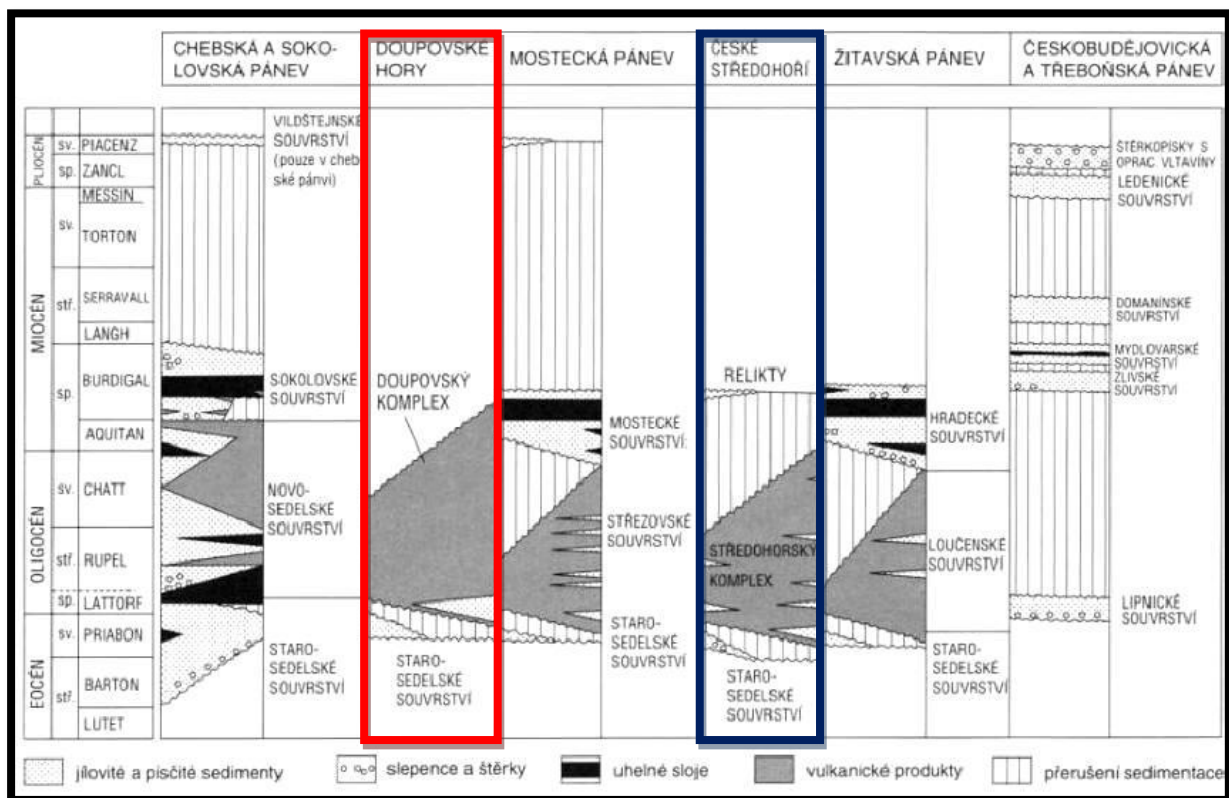 CHEBSKÁ A SOKO-
LOVSKÁ PÁNEV
DOUPOVSKÉ
HORY
MOSTECKÁ PÁNEV
ČESKÉ
STŘEDOHOŘÍ
ŽITAVSKÁ PÁNEV
ČESKOBUDĚJOVICKÁ
A TŘEBOŇSKÁ PÁNEV
PLIOCÉN
sv.
PIACENZ
sp.
ZANCL
MIOCÉN
sv.
MESSIN
TORTON
stř.
SERRAVALL
LANGH
sp.
BURDIGAL
AQUITAN
OLIGOCÉN
sv.
CHATT
stř.
RUPEL
sp.
LATTORF
EOCÉN
sv.
PRIABON
stř.
BARTON
LUTET
VILDŠTEJNSKÉ
SOUVRSTVÍ
(pouze v cheb
ské pánvi)
SOKOLOVSKÉ
SOUVRSTVÍ
NOVO-
SEDELSKÉ
SOUVRSTVÍ
STARO-
SEDELSKÉ
SOUVRSTVÍ
DOUPOVSKÝ
KOMPLEX
STARO-
SEDELSKÉ
SOUVRSTVÍ
MOSTECKÉ
SOUVRSTVÍ
STŘEZOVSKÉ
SOUVRSTVÍ
STARO-
SEDELSKÉ
SOUVRSTVÍ
RELIKTY
STŘEDOHORSKÝ
KOMPLEX
STARO-
SEDELSKÉ
SOUVRSTVÍ
HRADECKÉ
SOUVRSTVÍ
LOUČENSKÉ
SOUVRSTVÍ
STARO-
SEDELSKÉ
SOUVRSTVÍ
ŠTĚRKOPÍSKY S
OPRAC. VLTAVÍNY
LEDENICKÉ
SOUVRSTVÍ
DOMANÍNSKÉ
SOUVRSTVÍ
MYDLOVARSKÉ
SOUVRSTVÍ
ZLIVSKÉ
SOUVRSTVÍ
LIPNICKÉ
SOUVRSTVÍ
jílovité a pisčité sedimenty
slepence a štěrky
uhelné sloje
vulkanické produkty
přerušení sedimentace